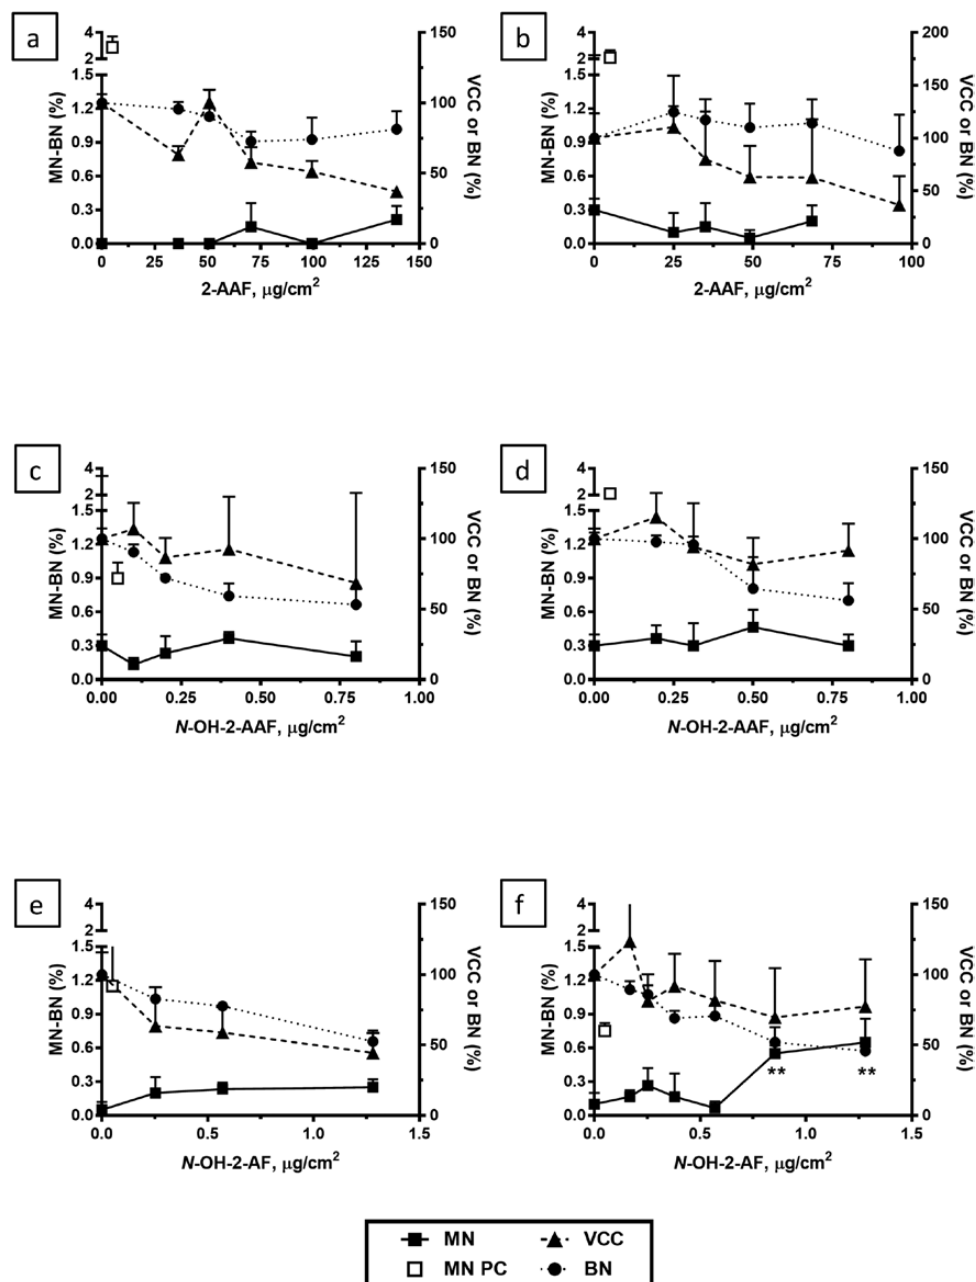 a
4
2
1.5
1.2
0.9
0.6
0.3
0.0
MN-BN (%)
150
100
50
0
VCC or BN (%)
0 25 50 75 100 125 150
2-AAF, μg/cm²
b
4
2
1.5
1.2
0.9
0.6
0.3
0.0
MN-BN (%)
200
150
100
50
0
VCC or BN (%)
0 25 50 75 100
2-AAF, μg/cm²
c
4
2
1.5
1.2
0.9
0.6
0.3
0.0
MN-BN (%)
150
100
50
0
VCC or BN (%)
0.00 0.25 0.50 0.75 1.00
N-OH-2-AAF, μg/cm²
d
4
2
1.5
1.2
0.9
0.6
0.3
0.0
MN-BN (%)
150
100
50
0
VCC or BN (%)
0.00 0.25 0.50 0.75 1.00
N-OH-2-AAF, μg/cm²
e
4
2
1.5
1.2
0.9
0.6
0.3
0.0
MN-BN (%)
150
100
50
0
VCC or BN (%)
0.0 0.5 1.0 1.5
N-OH-2-AF, μg/cm²
f
4
2
1.5
1.2
0.9
0.6
0.3
0.0
MN-BN (%)
** **
150
100
50
0
VCC or BN (%)
0.0 0.5 1.0 1.5
N-OH-2-AF, μg/cm²
MN VCC
MN PC BN